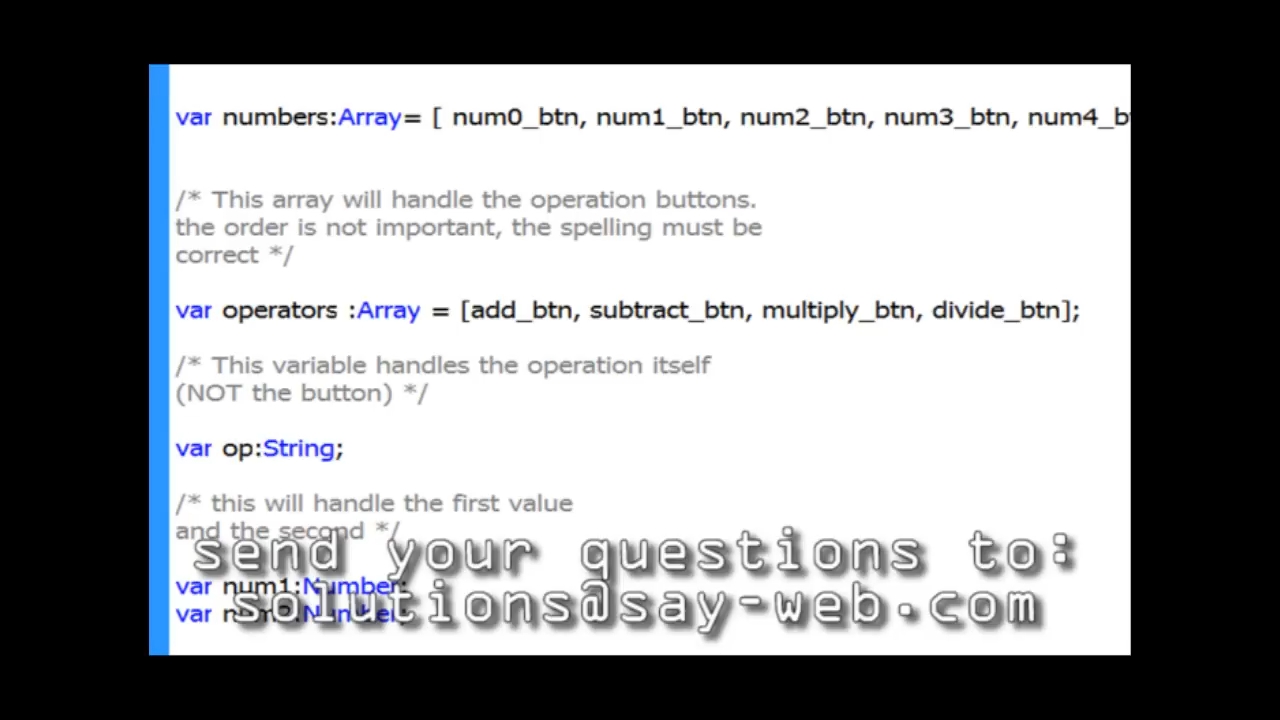 var numbers:Array= [ num0_btn, num1_btn, num2_btn, num3_btn, num4_b
/* This array will handle the operation buttons.
the order is not important, the spelling must be
correct */
var operators :Array = [add_btn, subtract_btn, multiply_btn, divide_btn];
/* This variable handles the operation itself
(NOT the button) */
var op:String;
/* this will handle the first value
and the second */
send your questions to:
var num1:Number;
solutions@say-web.com
var num2:Number;